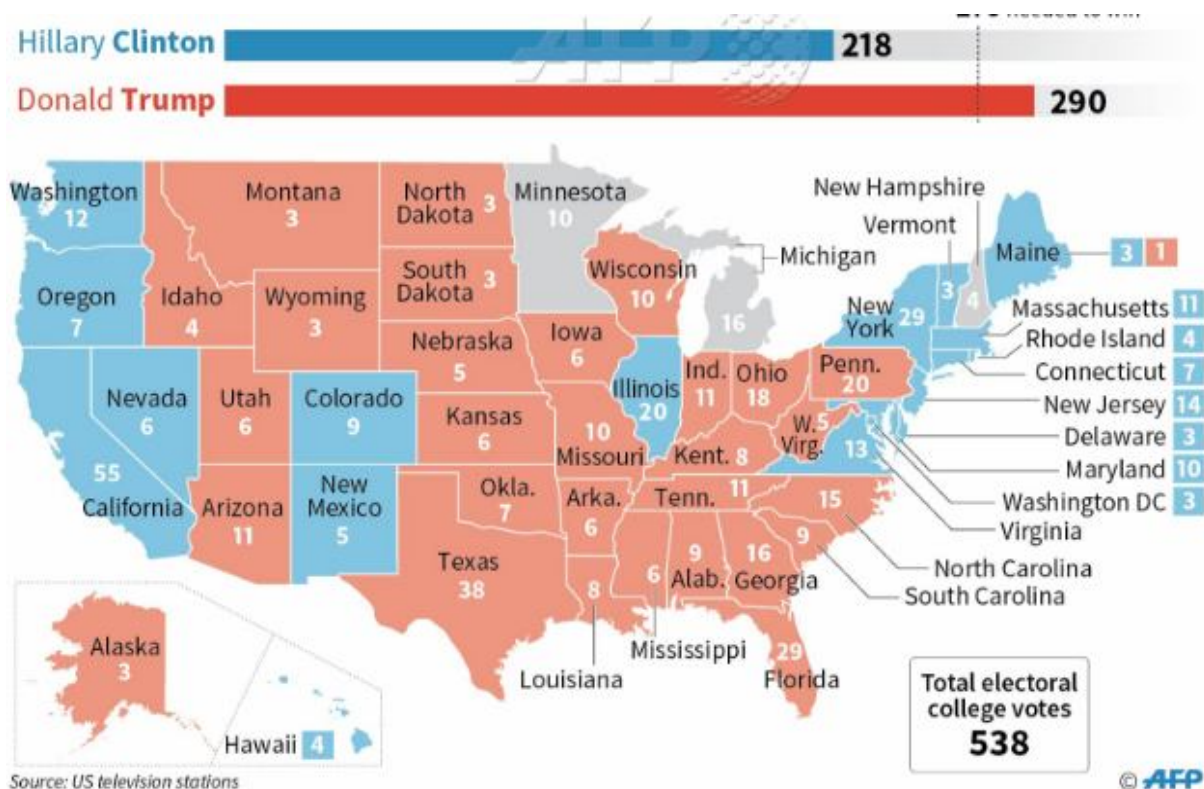 needed to win
Hillary Clinton
218
AFP
Donald Trump
290
Washington
12
Montana
3
North
Dakota
3
Minnesota
10
New Hampshire
4
Vermont
3
Maine
3
1
Michigan
16
Oregon
7
Idaho
4
Wyoming
3
South
Dakota
3
Wisconsin
10
New
York
29
Massachusetts
11
Rhode Island
4
Connecticut
7
New Jersey
14
Delaware
3
Maryland
10
Washington DC
3
Virginia
13
Nebraska
5
Iowa
6
Illinois
20
Ind.
11
Ohio
18
Penn.
20
Nevada
6
Utah
6
Colorado
9
Kansas
6
10
Missouri
W.
Virg.
5
Kent.
8
55
California
Arizona
11
New
Mexico
5
Okla.
7
Arka.
6
Tenn.
11
15
North Carolina
9
South Carolina
Texas
38
8
Louisiana
6
Mississippi
9
Alab.
16
Georgia
29
Florida
Alaska
3
Hawaii
4
Total electoral
college votes
538
Source: US television stations
© AFP